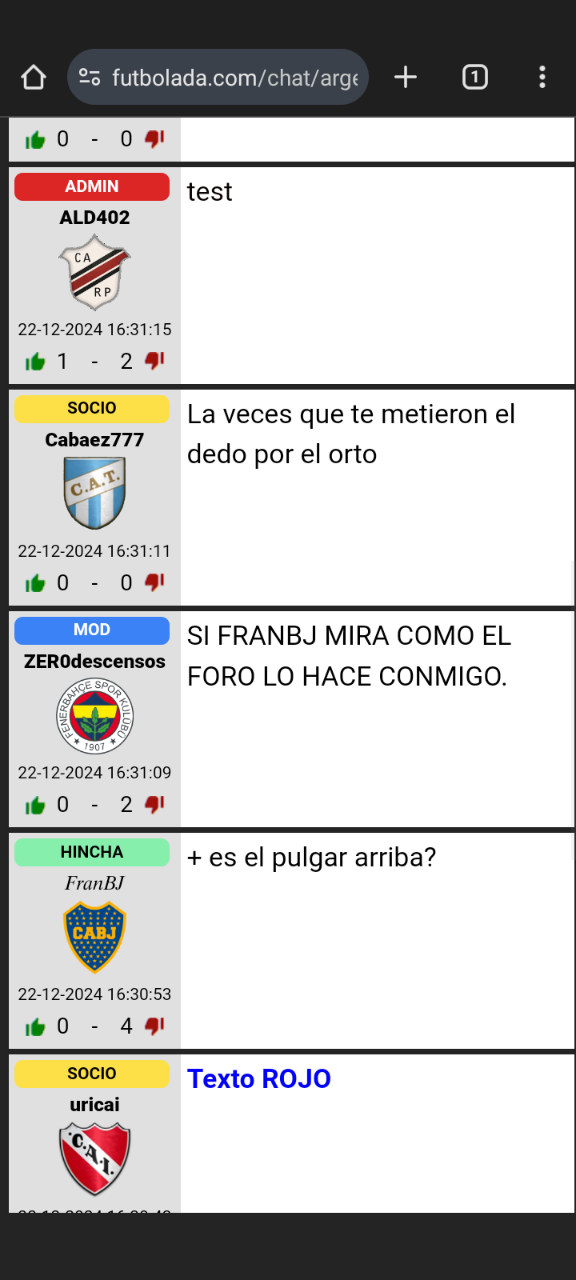 futbolada.com/chat/arge
1
0 - 0
ADMIN
ALD402
CA
RP
22-12-2024 16:31:15
1 - 2
test
SOCIO
Cabaez777
C.A.T.
22-12-2024 16:31:11
0 - 0
La veces que te metieron el
dedo por el orto
MOD
ZER0descensos
FENERBAHÇE SPOR KULÜBÜ
★ 1907 ★
22-12-2024 16:31:09
0 - 2
SI FRANBJ MIRA COMO EL
FORO LO HACE CONMIGO.
HINCHA
FranBJ
CABJ
22-12-2024 16:30:53
0 - 4
+ es el pulgar arriba?
SOCIO
uricai
C.A.I.
Texto ROJO